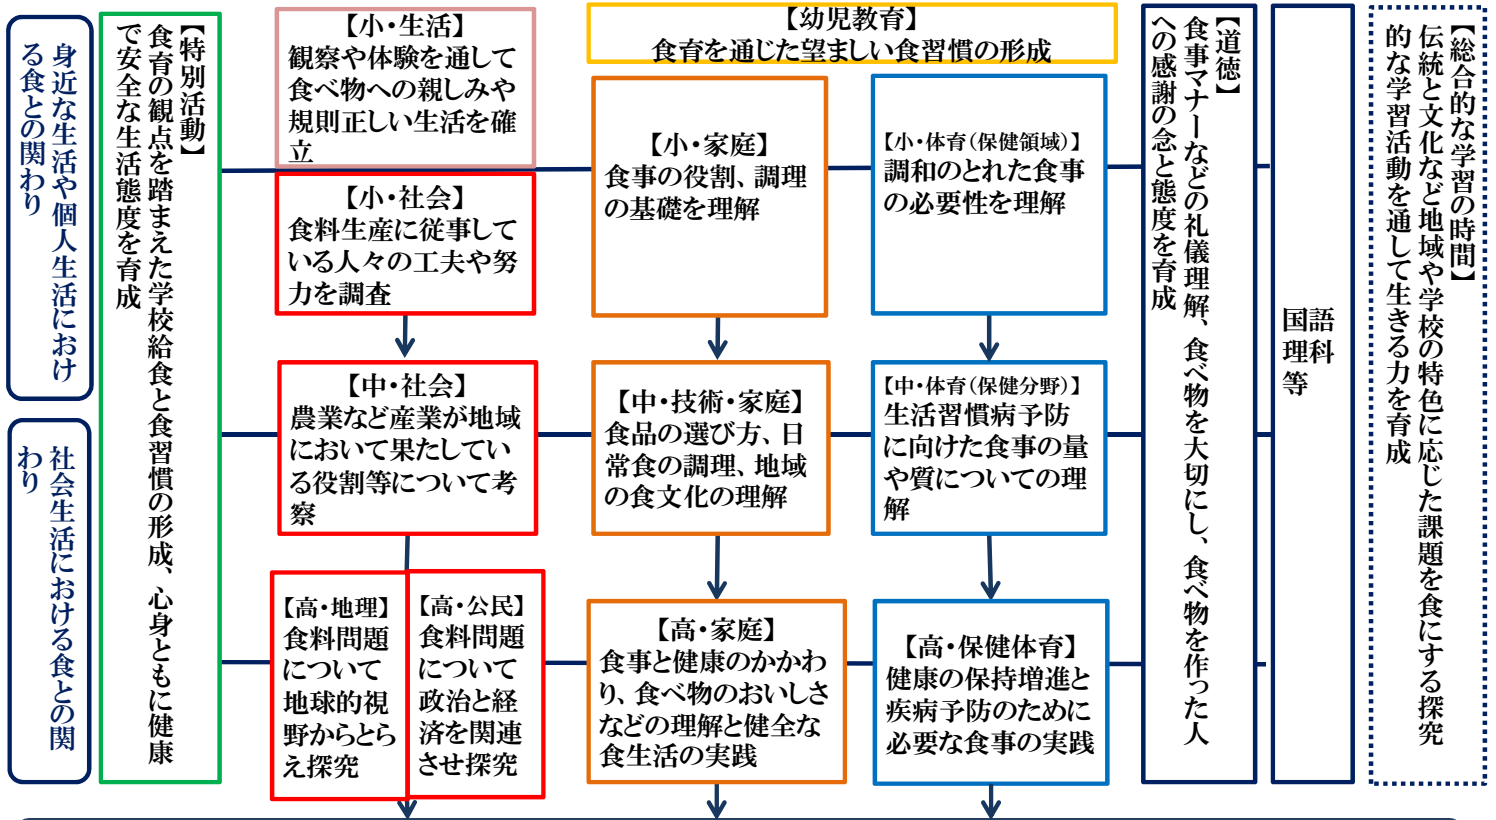 身近な生活や個人生活におけ
る食との関わり
社会生活における食との関
わり
【特別活動】
食育の観点を踏まえた学校給食と食習慣の形成、心身ともに健康
で安全な生活態度を育成
【小・生活】
観察や体験を通して
食べ物への親しみや
規則正しい生活を確
立
【幼児教育】
食育を通じた望ましい食習慣の形成
【小・社会】
食料生産に従事して
いる人々の工夫や努
力を調査
【小・家庭】
食事の役割、調理
の基礎を理解
【小・体育(保健領域)】
調和のとれた食事
の必要性を理解
【中・社会】
農業など産業が地域
において果たしてい
る役割等について考
察
【中・技術・家庭】
食品の選び方、日
常食の調理、地域
の食文化の理解
【中・体育(保健分野)】
生活習慣病予防
に向けた食事の量
や質についての理
解
【高・地理】
食料問題
について
地球的視
野からとら
え探究
【高・公民】
食料問題
について
政治と経
済を関連
させ探究
【高・家庭】
食事と健康のかかわ
り、食べ物のおいしさ
などの理解と健全な
食生活の実践
【高・保健体育】
健康の保持増進と
疾病予防のために
必要な食事の実践
【道徳】
食事マナーなどの礼儀理解、食べ物を大切にし、食べ物を作った人
への感謝の念と態度を育成
国語
理科
等
【総合的な学習の時間】
伝統と文化など地域や学校の特色に応じた課題を食にする探究
的な学習活動を通して生きる力を育成